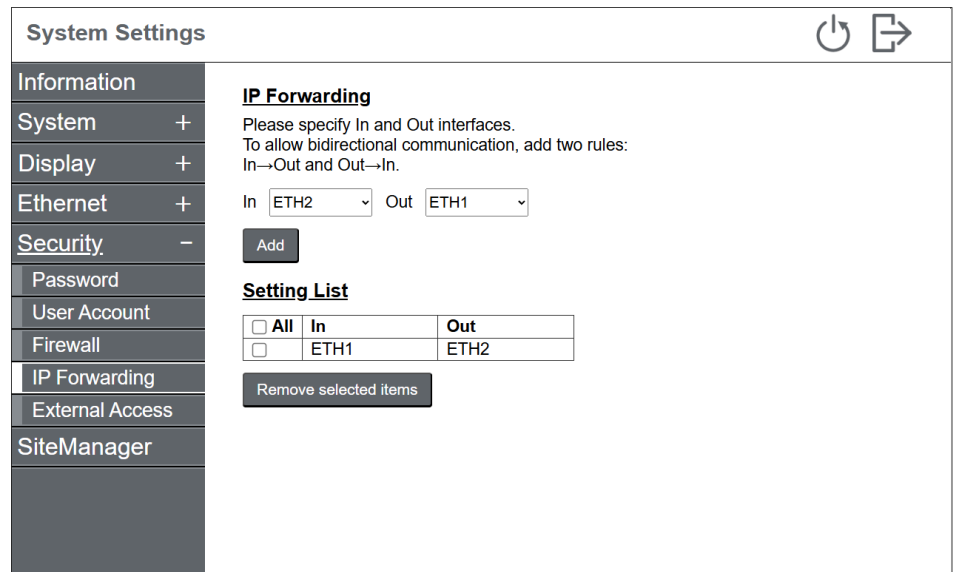 System Settings
Information
System +
Display +
Ethernet +
Security −
Password
User Account
Firewall
IP Forwarding
External Access
SiteManager
IP Forwarding
Please specify In and Out interfaces.
To allow bidirectional communication, add two rules:
In→Out and Out→In.
In ETH2 Out ETH1
Add
Setting List
All In Out
ETH1 ETH2
Remove selected items